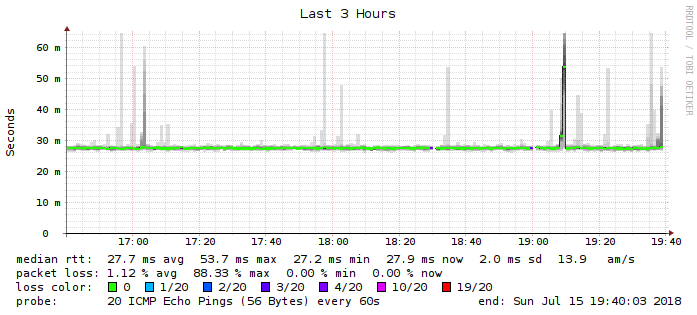 Last 3 Hours
RRDTOOL / TOBI OETIKER
Seconds
60 m
50 m
40 m
30 m
20 m
10 m
0
17:00 17:20 17:40 18:00 18:20 18:40 19:00 19:20 19:40
median rtt: 27.7 ms avg 53.7 ms max 27.2 ms min 27.9 ms now 2.0 ms sd 13.9 am/s
packet loss: 1.12 % avg 88.33 % max 0.00 % min 0.00 % now
loss color: 0 1/20 2/20 3/20 4/20 10/20 19/20
probe: 20 ICMP Echo Pings (56 Bytes) every 60s end: Sun Jul 15 19:40:03 2018